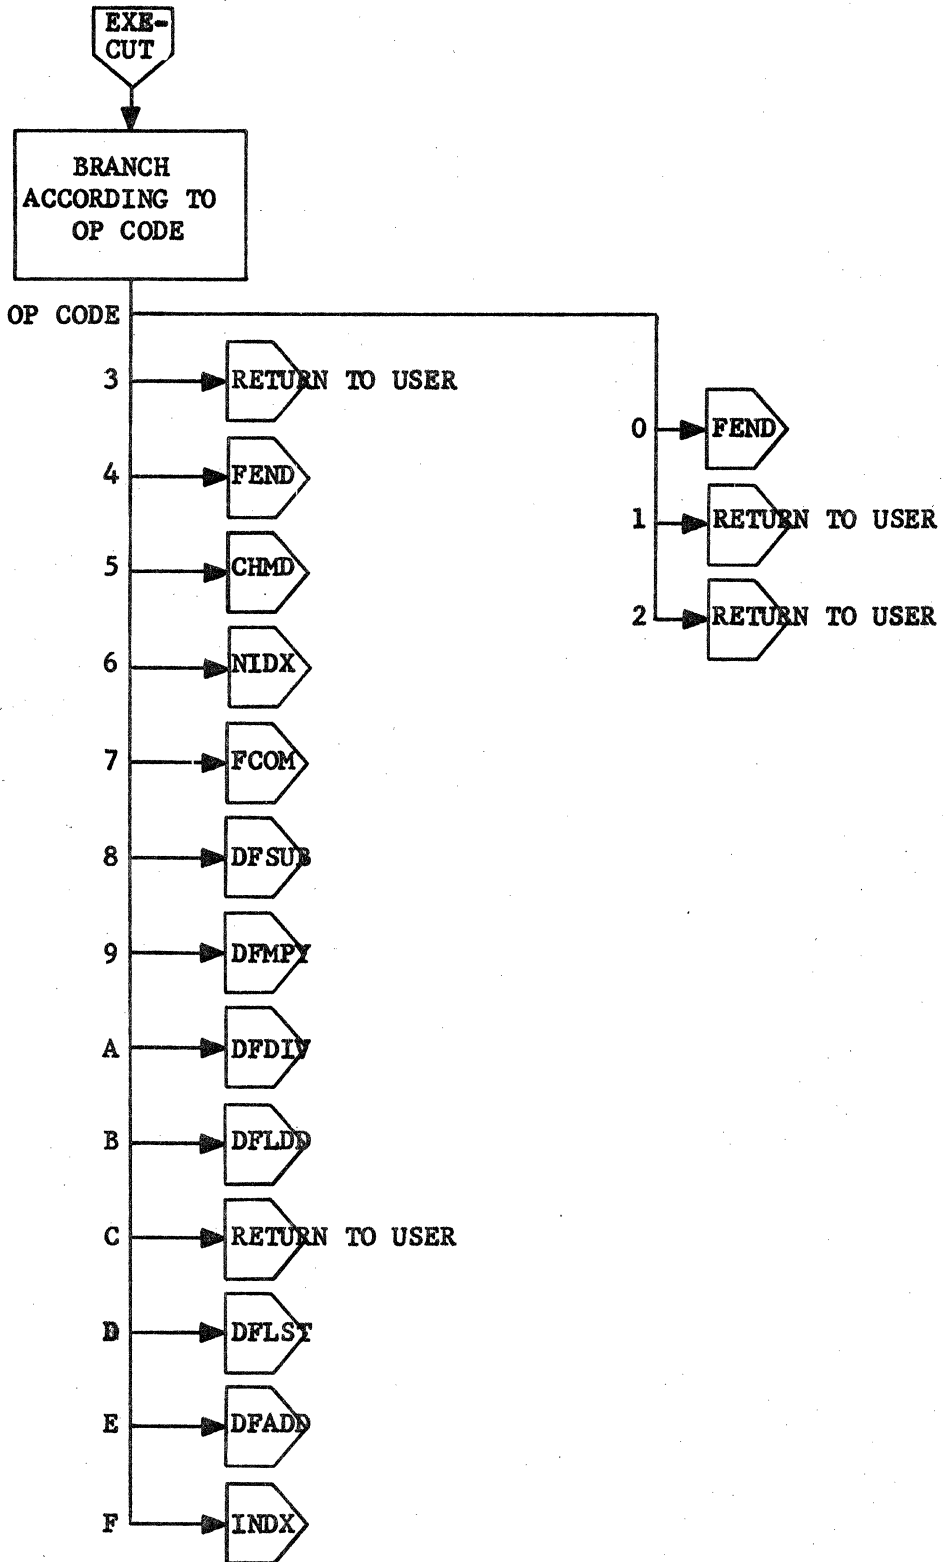 EXE-
CUT
BRANCH
ACCORDING TO
OP CODE
OP CODE
3 RETURN TO USER
4 FEND
5 CHMD
6 NIDX
7 FCOM
8 DFSUB
9 DFMPY
A DFDIV
B DFLDD
C RETURN TO USER
D DFLST
E DFADD
F INDX
0 FEND
1 RETURN TO USER
2 RETURN TO USER